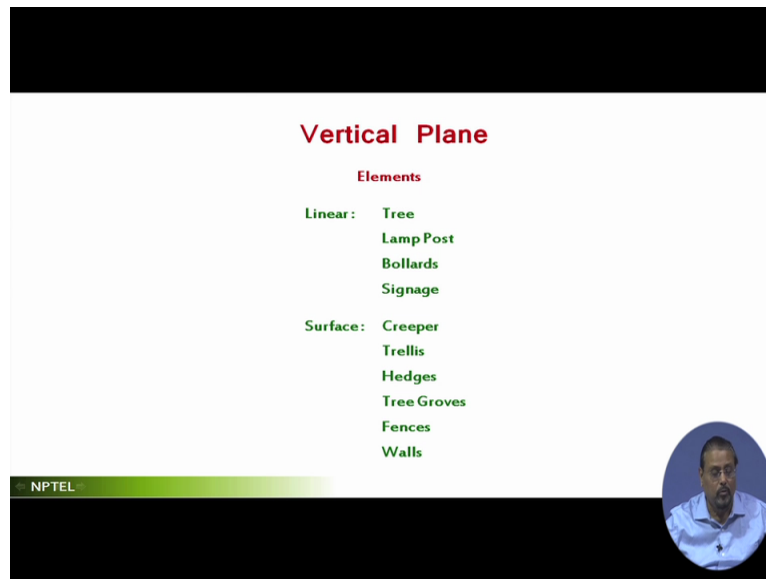 Vertical Plane
Elements
Linear: Tree
Lamp Post
Bollards
Signage
Surface: Creeper
Trellis
Hedges
Tree Groves
Fences
Walls
NPTEL